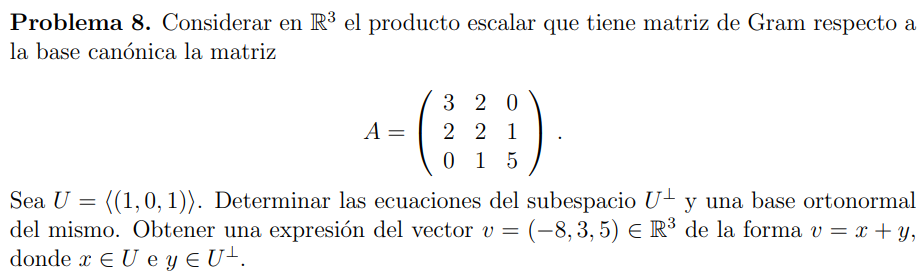 Problema 8. Considerar en ℝ³ el producto escalar que tiene matriz de Gram respecto a
la base canónica la matriz
A = ( 3 2 0
2 2 1
0 1 5 ) .
Sea U = ⟨(1, 0, 1)⟩. Determinar las ecuaciones del subespacio U⊥ y una base ortonormal
del mismo. Obtener una expresión del vector v = (−8, 3, 5) ∈ ℝ³ de la forma v = x + y,
donde x ∈ U e y ∈ U⊥.